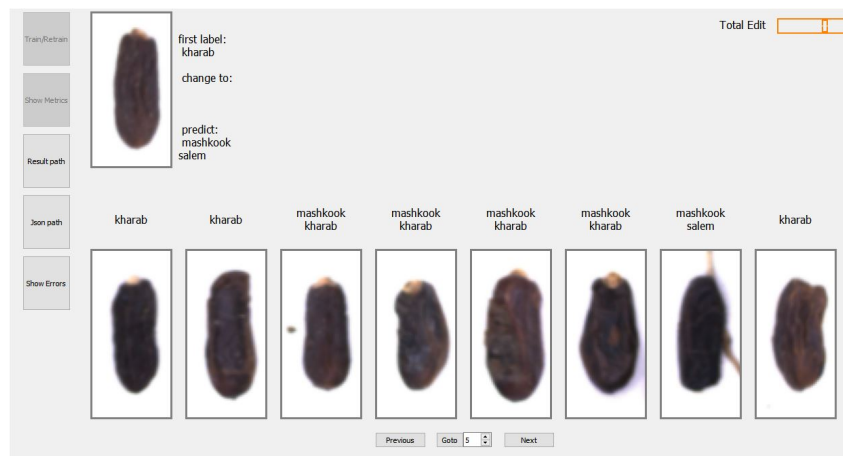 Train/Retrain
Show Metrics
Result path
Json path
Show Errors
first label:
kharab
change to:
predict:
mashkook
salem
Total Edit
kharab
kharab
mashkook
kharab
mashkook
kharab
mashkook
kharab
mashkook
kharab
mashkook
salem
kharab
Previous
Goto
5
Next